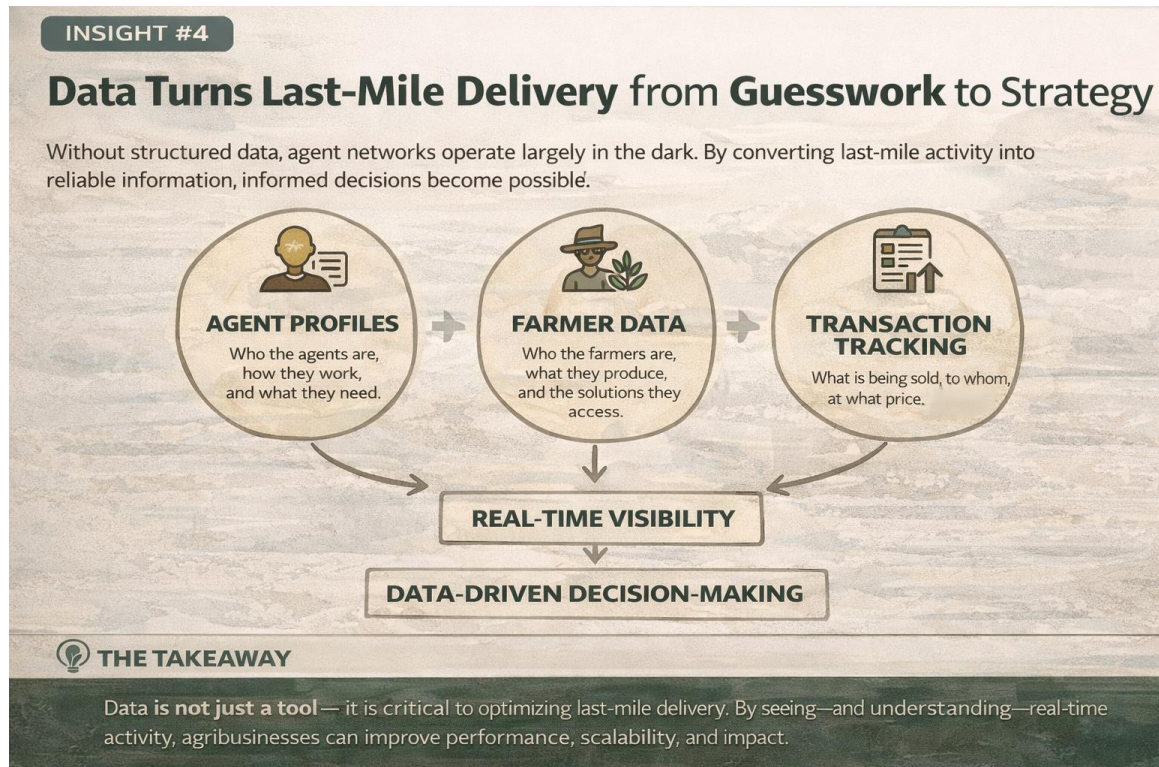 INSIGHT #4
Data Turns Last-Mile Delivery from Guesswork to Strategy
Without structured data, agent networks operate largely in the dark. By converting last-mile activity into
reliable information, informed decisions become possible.
AGENT PROFILES
Who the agents are,
how they work,
and what they need.
FARMER DATA
Who the farmers are,
what they produce,
and the solutions they
access.
TRANSACTION
TRACKING
What is being sold, to whom,
at what price.
REAL-TIME VISIBILITY
DATA-DRIVEN DECISION-MAKING
THE TAKEAWAY
Data is not just a tool — it is critical to optimizing last-mile delivery. By seeing—and understanding—real-time
activity, agribusinesses can improve performance, scalability, and impact.